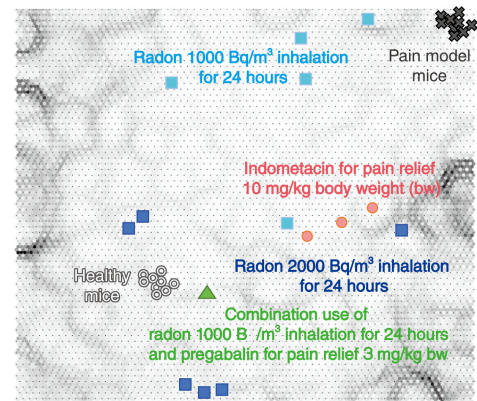 Radon 1000 Bq/m³ inhalation
for 24 hours
Pain model
mice
Indometacin for pain relief
10 mg/kg body weight (bw)
Radon 2000 Bq/m³ inhalation
for 24 hours
Healthy
mice
Combination use of
radon 1000 B /m³ inhalation for 24 hours
and pregabalin for pain relief 3 mg/kg bw